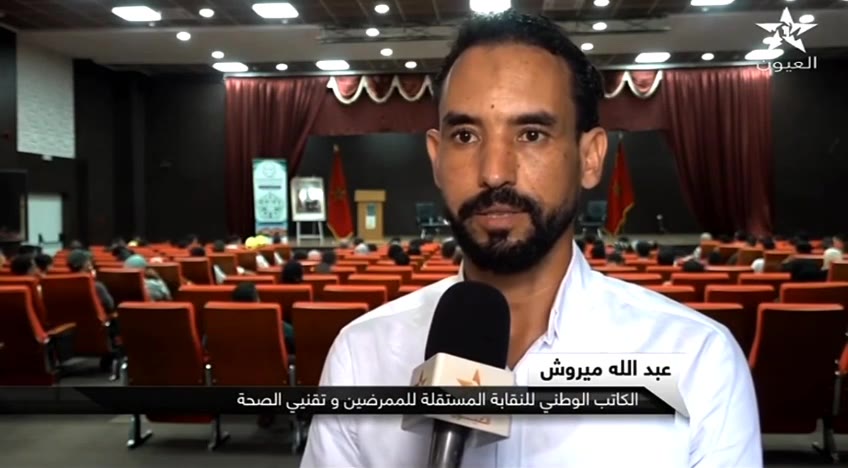 العيون
عبد الله ميروش
الكاتب الوطني للنقابة المستقلة للممرضين و تقنيي الصحة